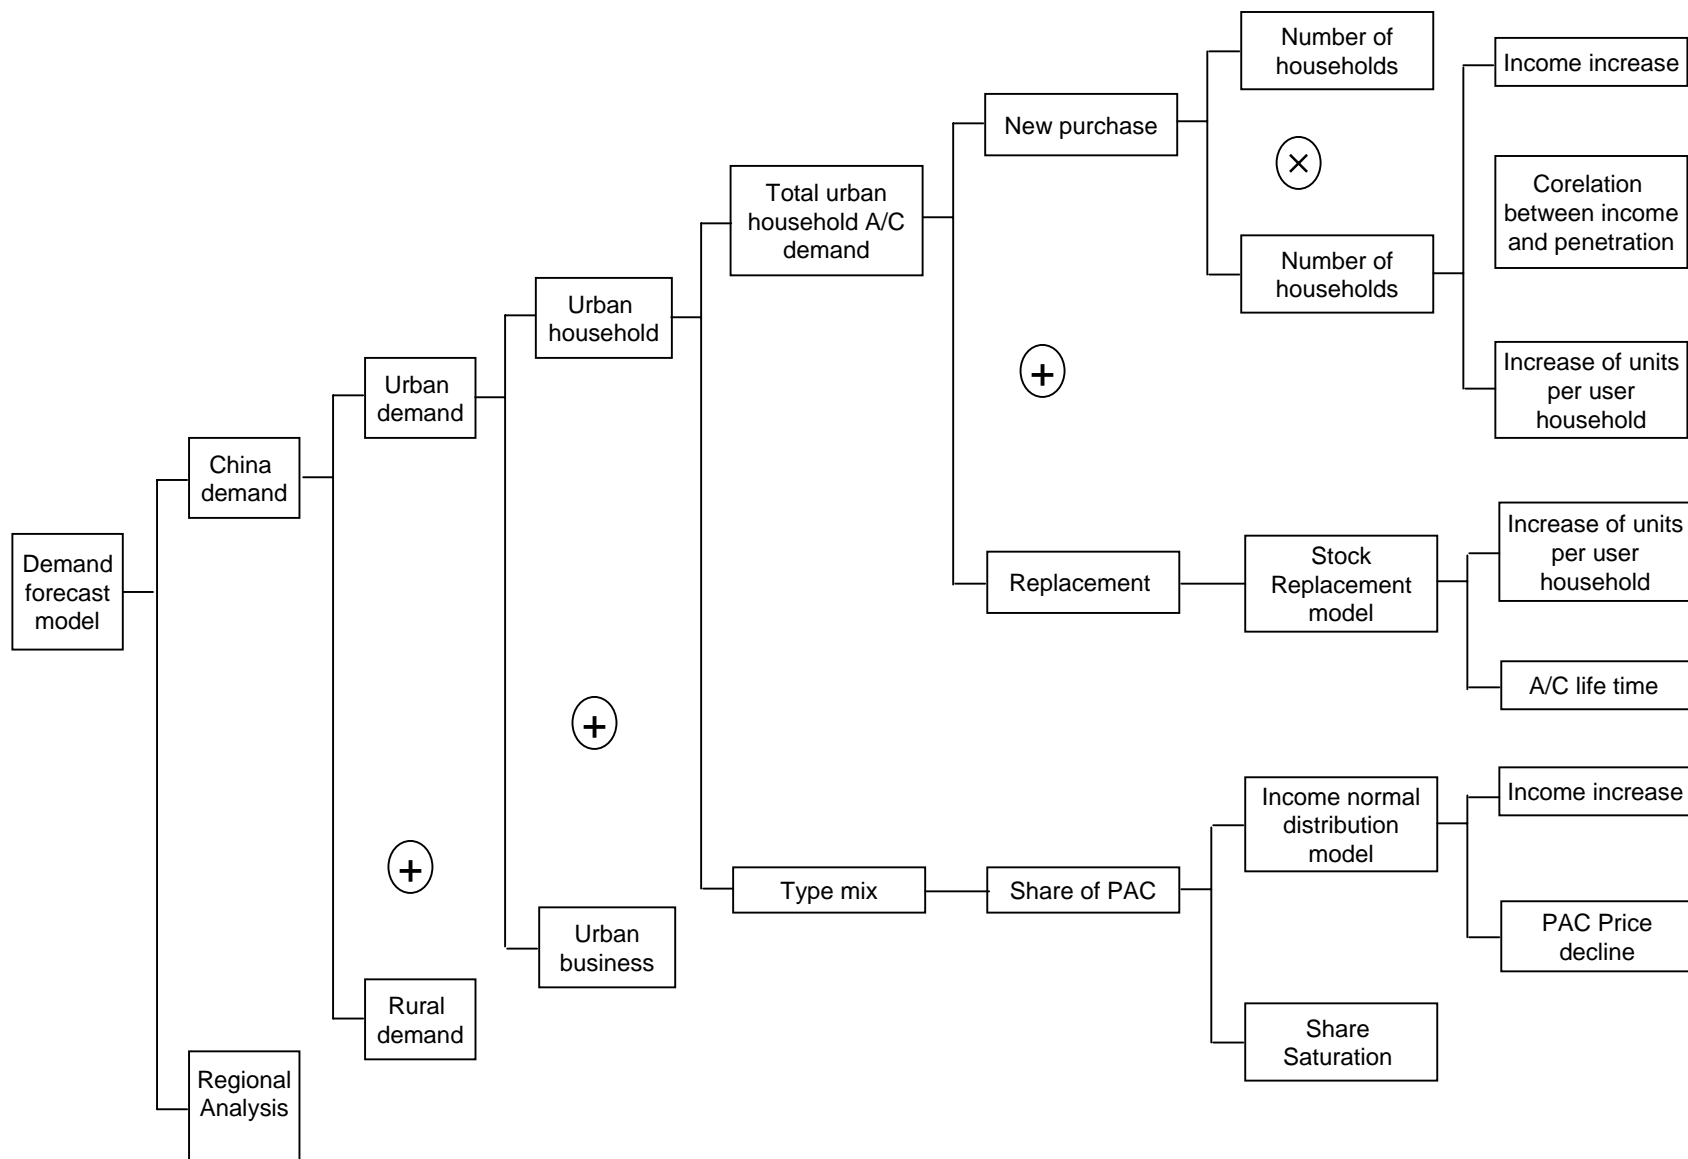 Demand
forecast
model
China
demand
Regional
Analysis
Urban
demand
+
Rural
demand
Urban
household
+
Urban
business
Total urban
household A/C
demand
Type mix
New purchase
+
Replacement
Share of PAC
Number of
households
×
Number of
households
Stock
Replacement
model
Income normal
distribution
model
Share
Saturation
Income increase
Corelation
between income
and penetration
Increase of units
per user
household
Increase of units
per user
household
A/C life time
Income increase
PAC Price
decline